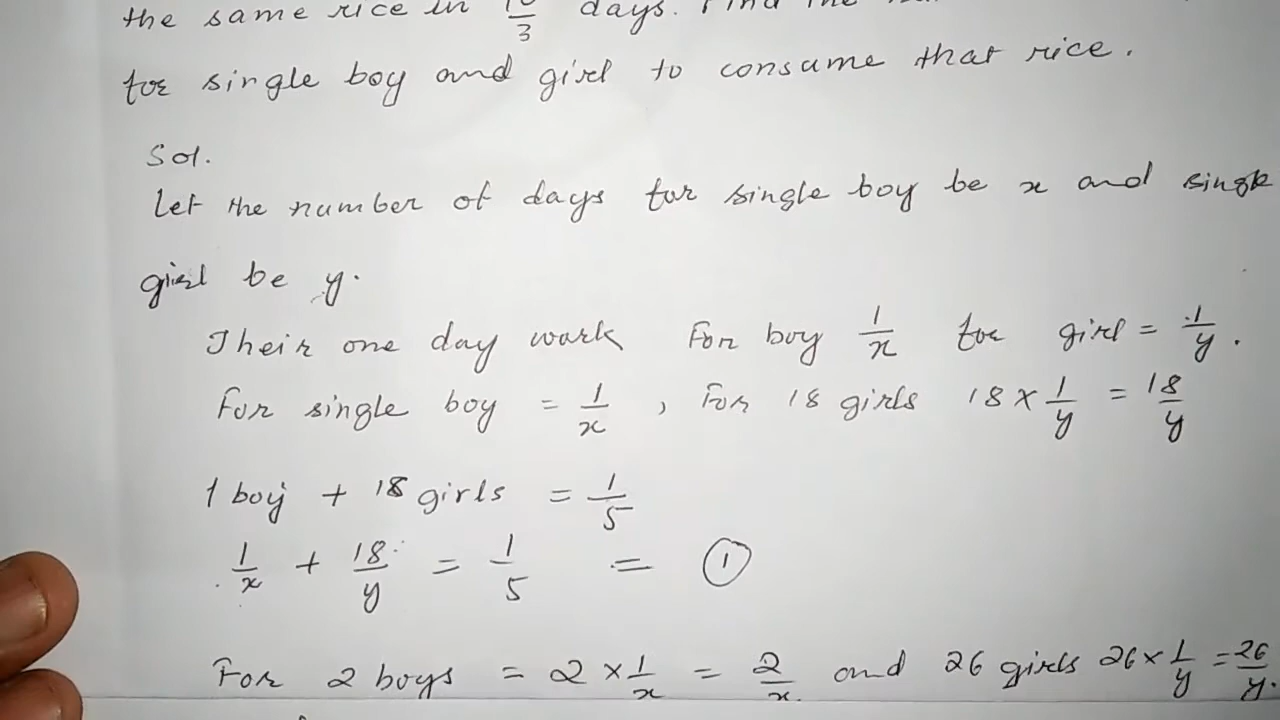 the same rice in 10/3 days. Find the
for single boy and girl to consume that rice.
Sol.
Let the number of days for single boy be x and single
girl be y.
Their one day work For boy 1/x for girl = 1/y.
For single boy = 1/x , For 18 girls 18 × 1/y = 18/y
1 boy + 18 girls = 1/5
1/x + 18/y = 1/5 = ①
For 2 boys = 2 × 1/x = 2/x and 26 girls 26 × 1/y = 26/y.